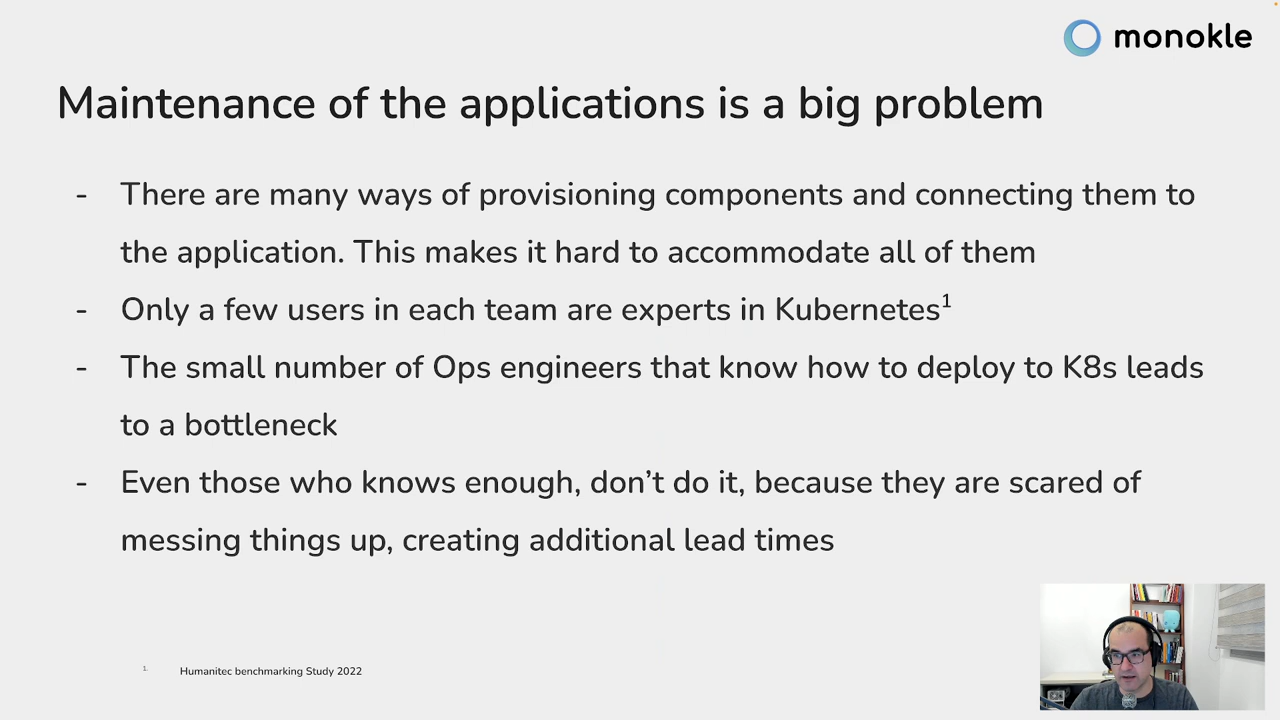 monokle
Maintenance of the applications is a big problem
- There are many ways of provisioning components and connecting them to
the application. This makes it hard to accommodate all of them
- Only a few users in each team are experts in Kubernetes¹
- The small number of Ops engineers that know how to deploy to K8s leads
to a bottleneck
- Even those who knows enough, don’t do it, because they are scared of
messing things up, creating additional lead times
1. Humanitec benchmarking Study 2022